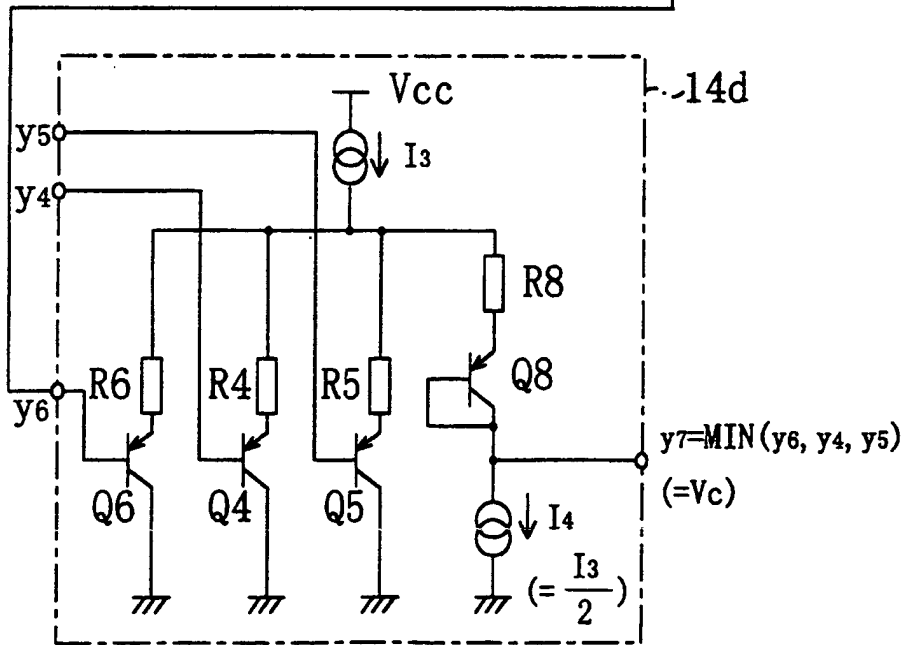 Vcc
14d
y5
I3
y4
R8
R6
R4
R5
Q8
y6
y7=MIN(y6, y4, y5)
(=Vc)
Q6
Q4
Q5
I4
(= I3/2 )